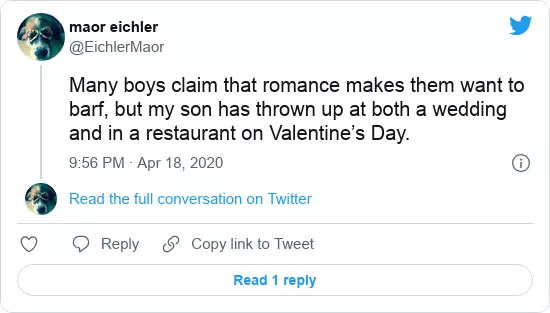 maor eichler
@EichlerMaor
Many boys claim that romance makes them want to
barf, but my son has thrown up at both a wedding
and in a restaurant on Valentine’s Day.
9:56 PM · Apr 18, 2020
Read the full conversation on Twitter
Reply Copy link to Tweet
Read 1 reply